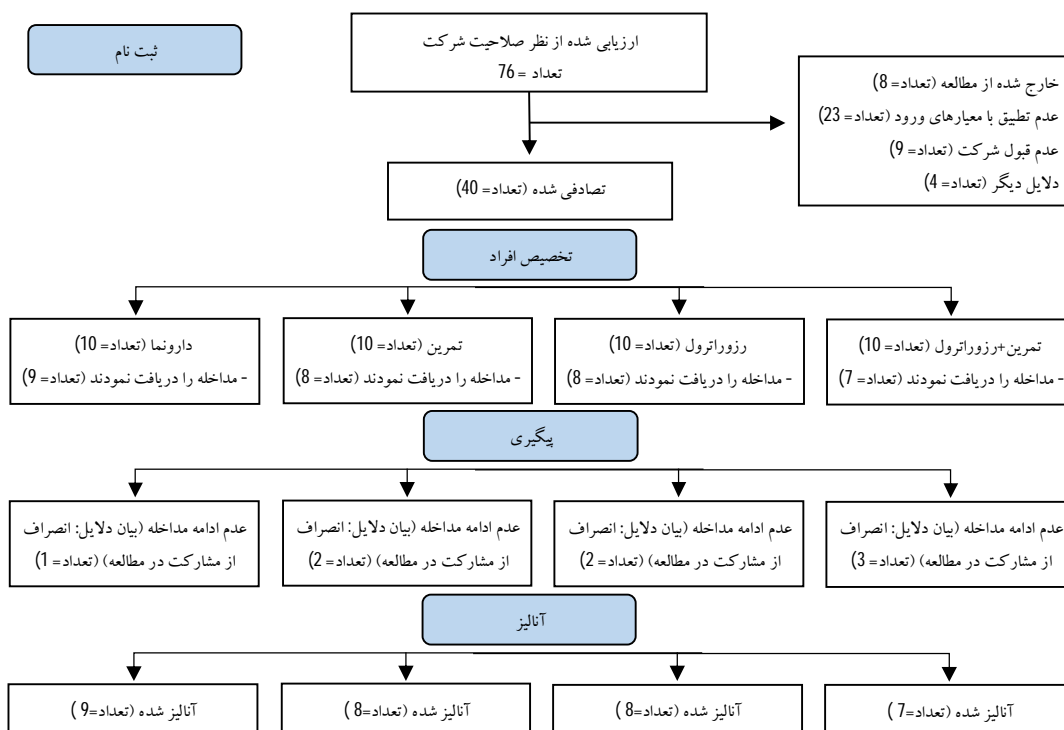 ثبت نام
ارزیابی شده از نظر صلاحیت شرکت
تعداد = 76
خارج شده از مطالعه (تعداد= 8)
عدم تطبیق با معیارهای ورود (تعداد= 23)
عدم قبول شرکت (تعداد= 9)
دلایل دیگر (تعداد= 4)
تصادفی شده (تعداد= 40)
تخصیص افراد
تمرین+رزوراترول (تعداد= 10)
- مداخله را دریافت نمودند (تعداد= 7)
رزوراترول (تعداد= 10)
- مداخله را دریافت نمودند (تعداد= 8)
تمرین (تعداد= 10)
- مداخله را دریافت نمودند (تعداد= 8)
دارونما (تعداد= 10)
- مداخله را دریافت نمودند (تعداد= 9)
پیگیری
عدم ادامه مداخله (بیان دلایل: انصراف
از مشارکت در مطالعه) (تعداد= 3)
عدم ادامه مداخله (بیان دلایل: انصراف
از مشارکت در مطالعه) (تعداد= 2)
عدم ادامه مداخله (بیان دلایل: انصراف
از مشارکت در مطالعه) (تعداد= 2)
عدم ادامه مداخله (بیان دلایل: انصراف
از مشارکت در مطالعه) (تعداد= 1)
آنالیز
آنالیز شده (تعداد=7 )
آنالیز شده (تعداد=8 )
آنالیز شده (تعداد=8 )
آنالیز شده (تعداد=9 )